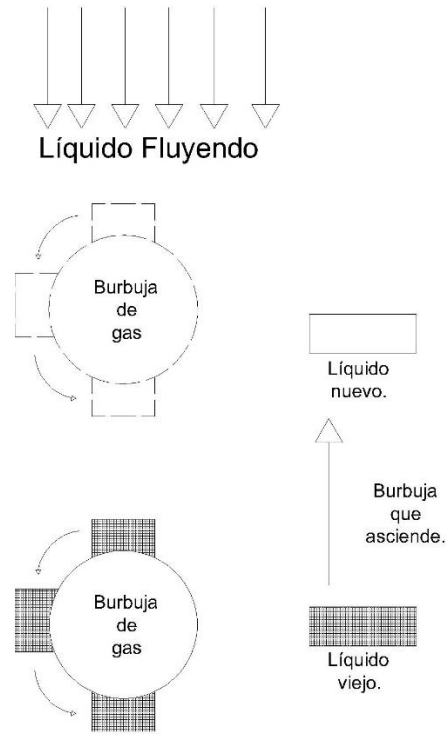 Líquido Fluyendo
Burbuja
de
gas
Líquido
nuevo.
Burbuja
que
asciende.
Burbuja
de
gas
Líquido
viejo.